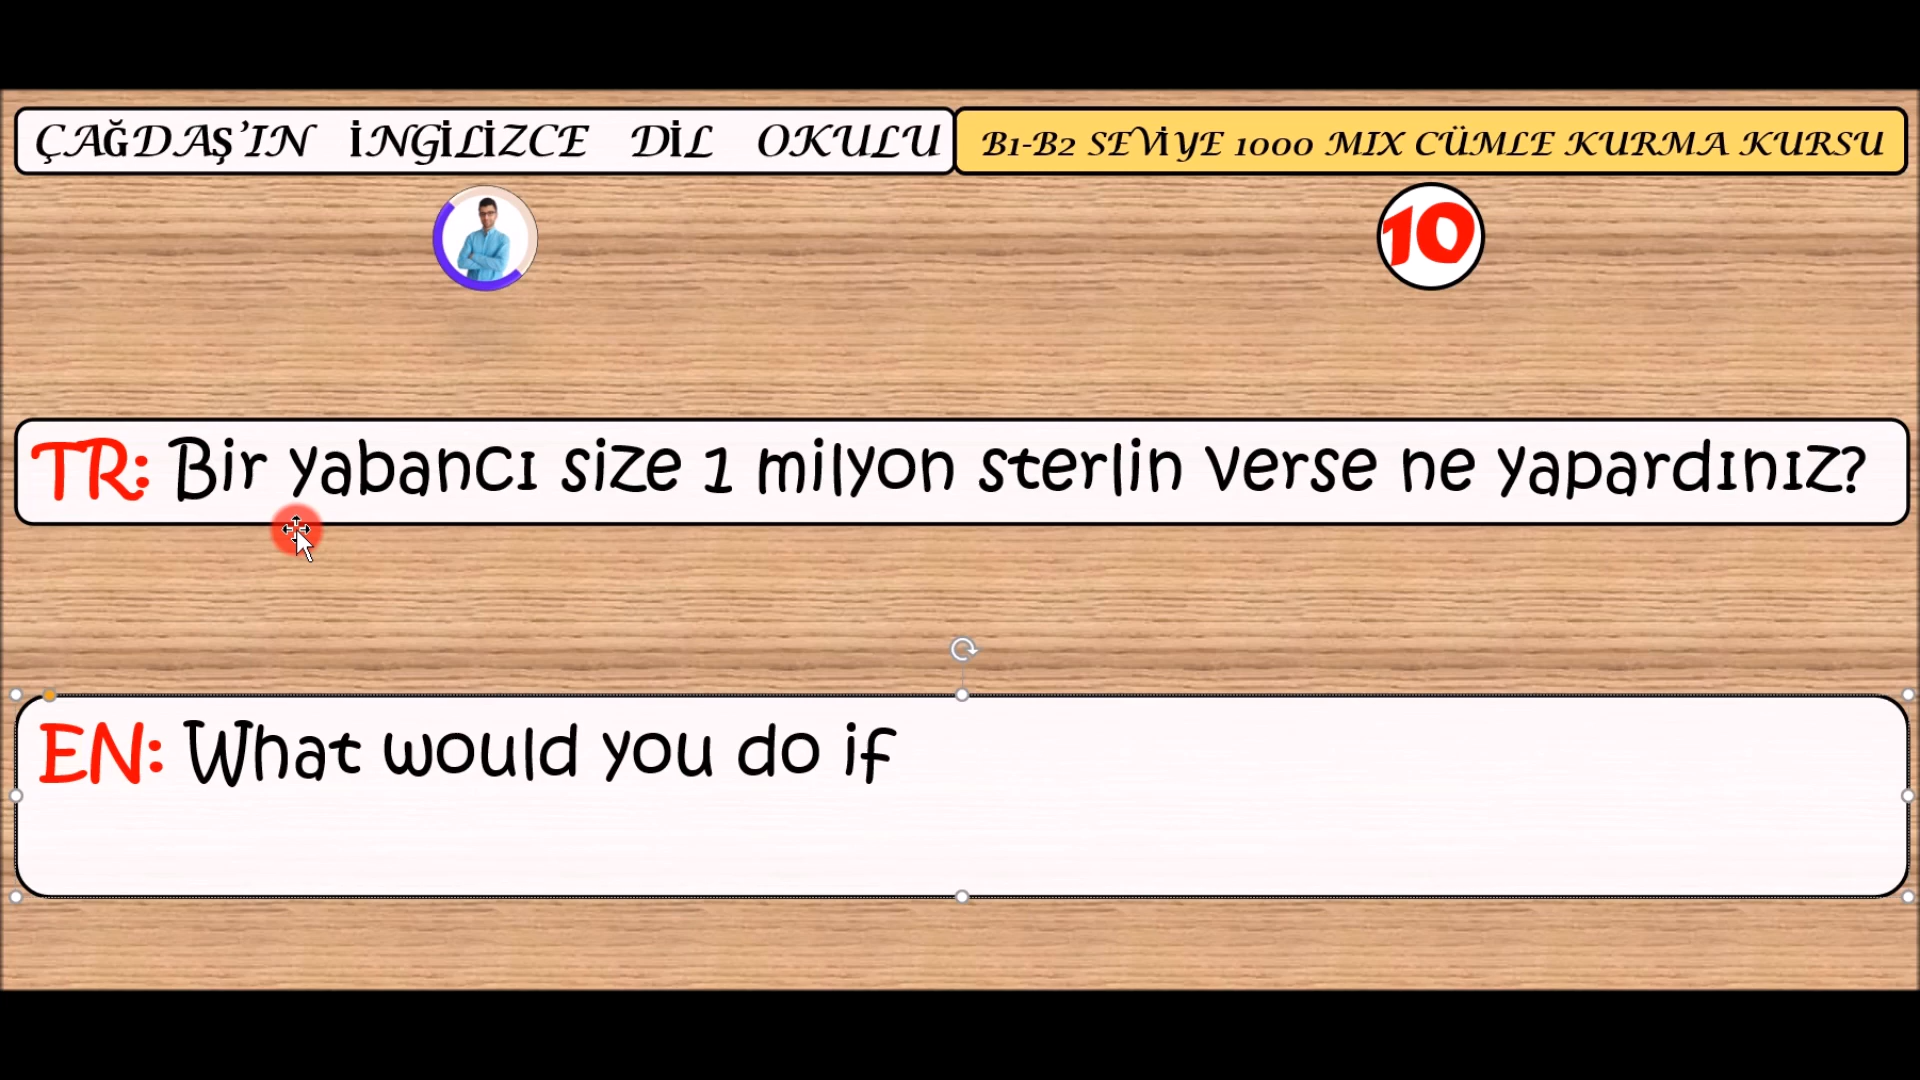 ÇAĞDAŞ'IN İNGİLİZCE DİL OKULU
B1-B2 SEVİYE 1000 MIX CÜMLE KURMA KURSU
10
TR: Bir yabancı size 1 milyon sterlin verse ne yapardınız?
EN: What would you do if